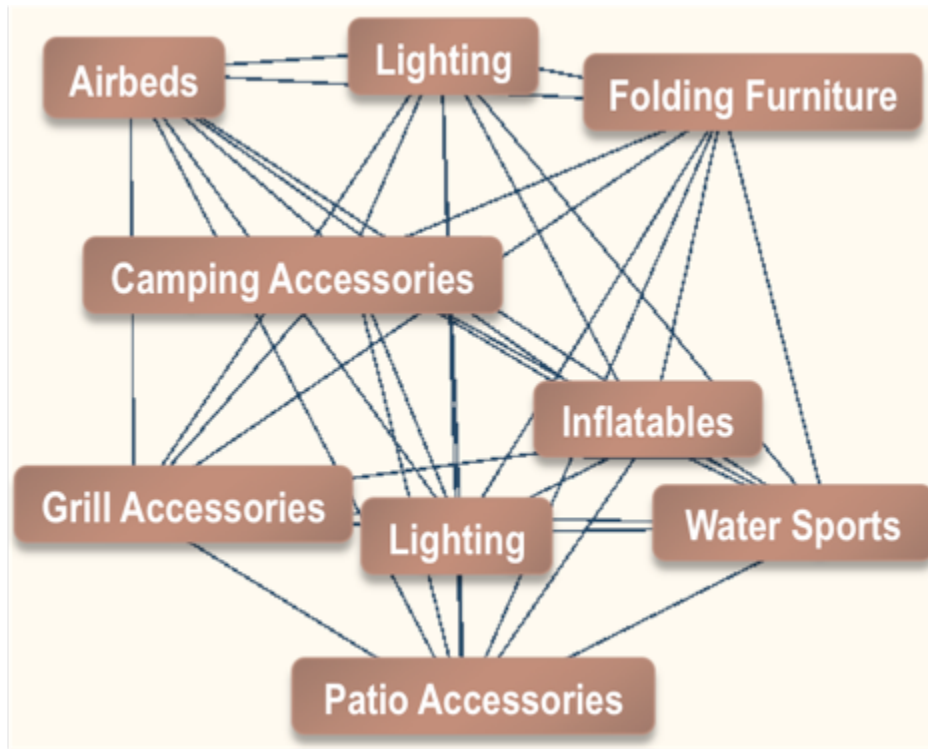 Airbeds
Lighting
Folding Furniture
Camping Accessories
Inflatables
Grill Accessories
Lighting
Water Sports
Patio Accessories